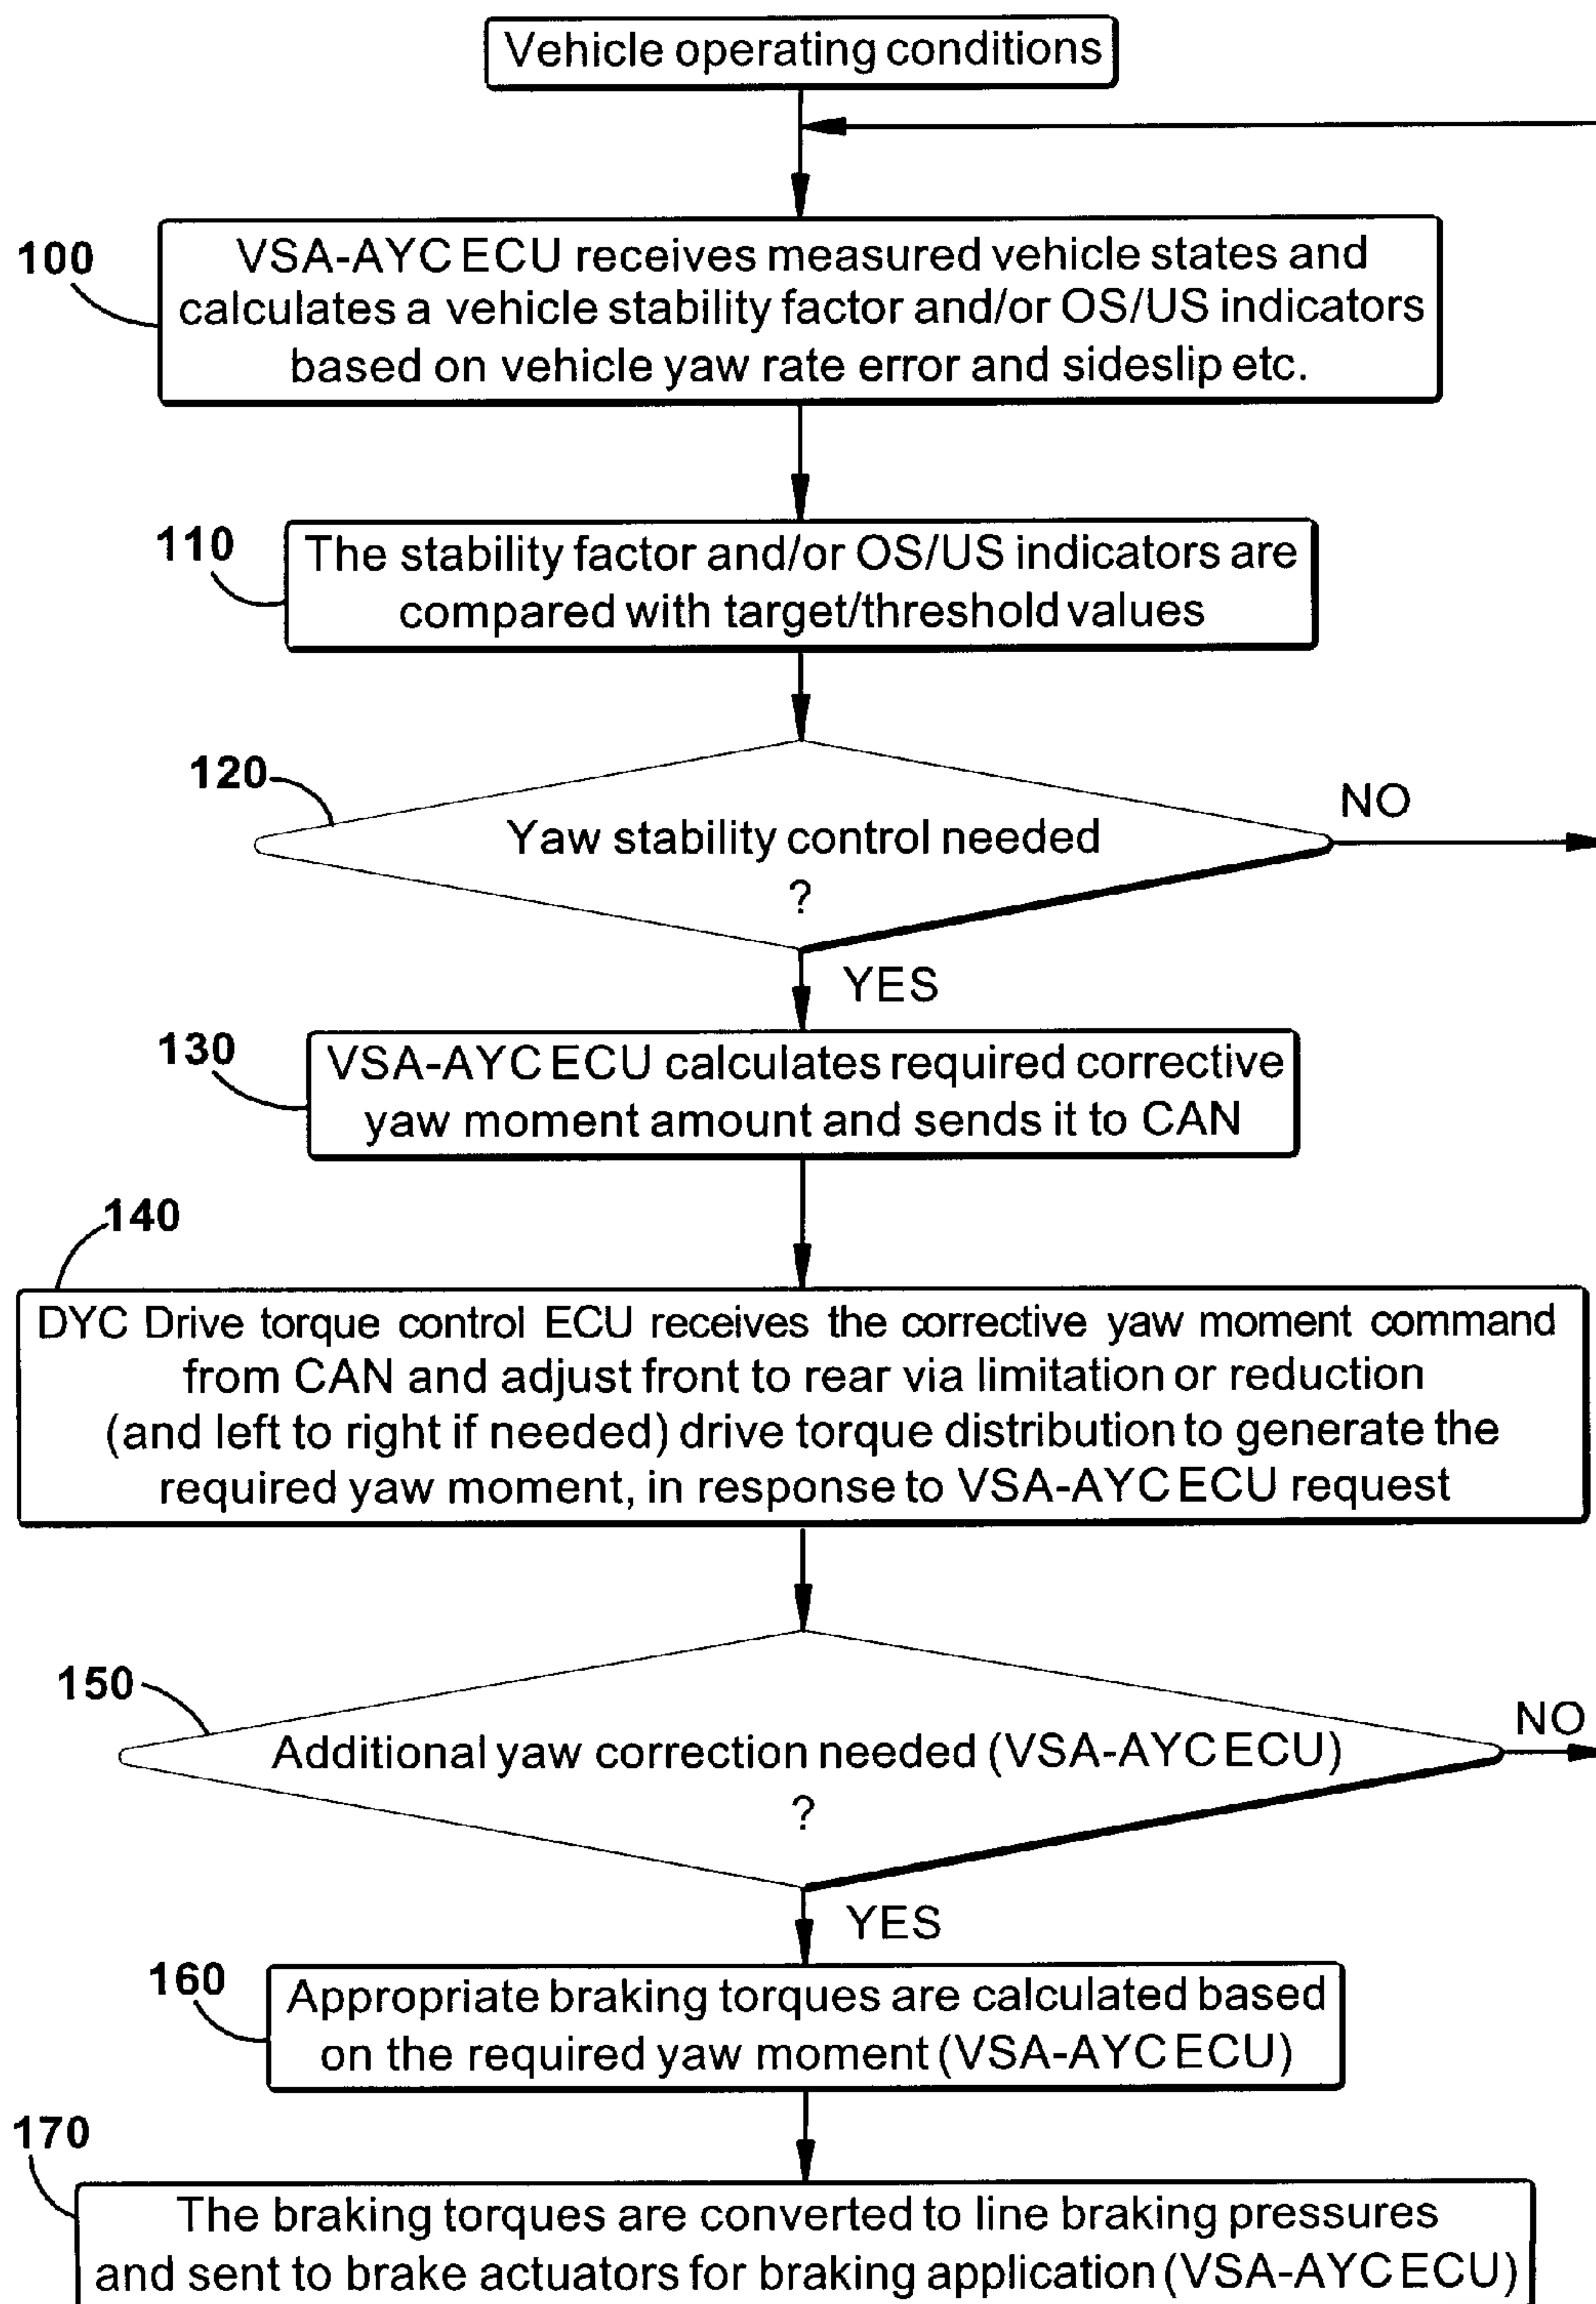 Vehicle operating conditions
100
VSA-AYC ECU receives measured vehicle states and
calculates a vehicle stability factor and/or OS/US indicators
based on vehicle yaw rate error and sideslip etc.
110
The stability factor and/or OS/US indicators are
compared with target/threshold values
120
Yaw stability control needed
?
NO
YES
130
VSA-AYC ECU calculates required corrective
yaw moment amount and sends it to CAN
140
DYC Drive torque control ECU receives the corrective yaw moment command
from CAN and adjust front to rear via limitation or reduction
(and left to right if needed) drive torque distribution to generate the
required yaw moment, in response to VSA-AYC ECU request
150
Additional yaw correction needed (VSA-AYC ECU)
?
NO
YES
160
Appropriate braking torques are calculated based
on the required yaw moment (VSA-AYC ECU)
170
The braking torques are converted to line braking pressures
and sent to brake actuators for braking application (VSA-AYC ECU)